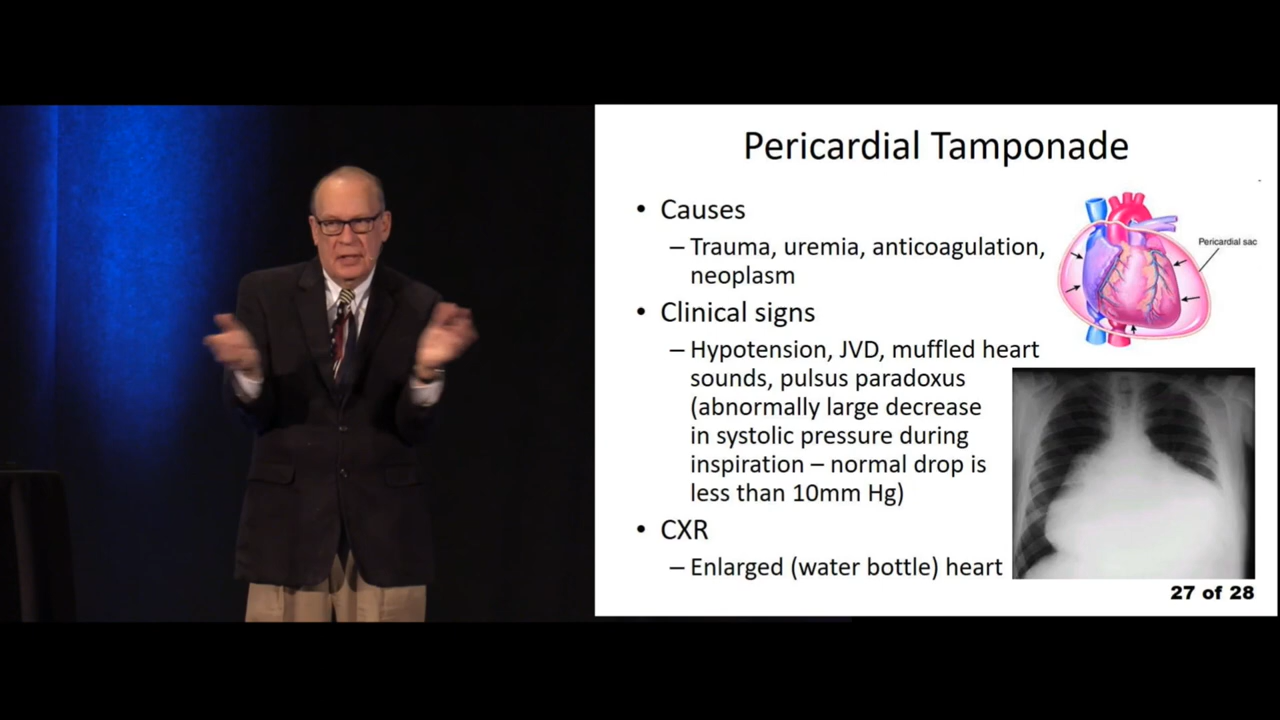 Pericardial Tamponade
• Causes
– Trauma, uremia, anticoagulation,
neoplasm
• Clinical signs
– Hypotension, JVD, muffled heart
sounds, pulsus paradoxus
(abnormally large decrease
in systolic pressure during
inspiration – normal drop is
less than 10mm Hg)
• CXR
– Enlarged (water bottle) heart
Pericardial sac
27 of 28